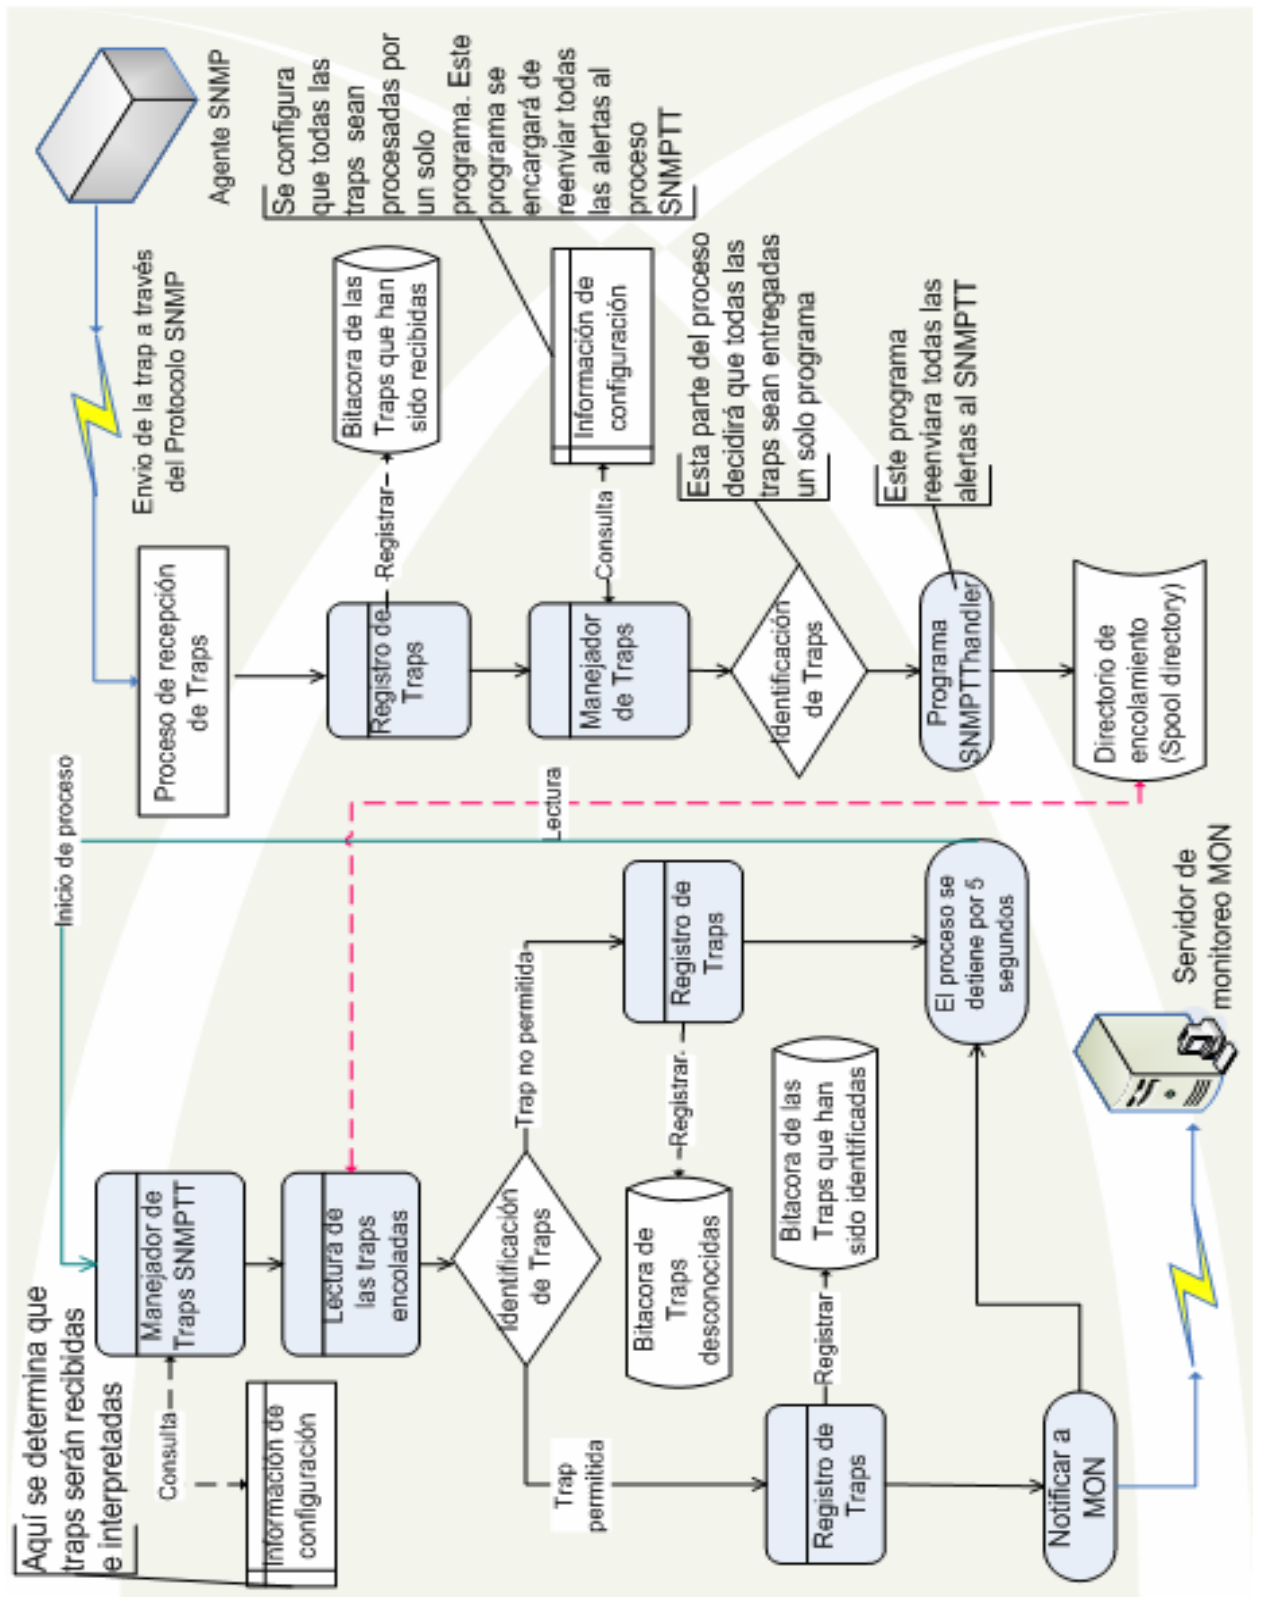 Agente SNMP
Envio de la trap a través
del Protocolo SNMP
Proceso de recepción
de Traps
Registro de
Traps
Registrar
Bitacora de las
Traps que han
sido recibidas
Se configura
que todas las
traps sean
procesadas por
un solo
programa. Este
programa se
encargará de
reenviar todas
las alertas al
proceso
SNMPTT
Manejador
de Traps
Consulta
Información de
configuración
Identificación
de Traps
Esta parte del proceso
decidirá que todas las
traps sean entregadas
un solo programa
Programa
SNMPTThandler
Este programa
reenviara todas las
alertas al SNMPTT
Directorio de
encolamiento
(Spool directory)
Inicio de proceso
Lectura
Aquí se determina que
traps serán recibidas
e interpretadas
Manejador de
Traps SNMPTT
Consulta
Información de
configuración
Lectura de
las traps
encoladas
Identificación
de Traps
Trap no permitida
Registro de
Traps
Registrar
Bitacora de
Traps
desconocidas
El proceso se
detiene por 5
segundos
Trap
permitida
Registro de
Traps
Registrar
Bitacora de las
Traps que han
sido identificadas
Notificar a
MON
Servidor de
monitoreo MON